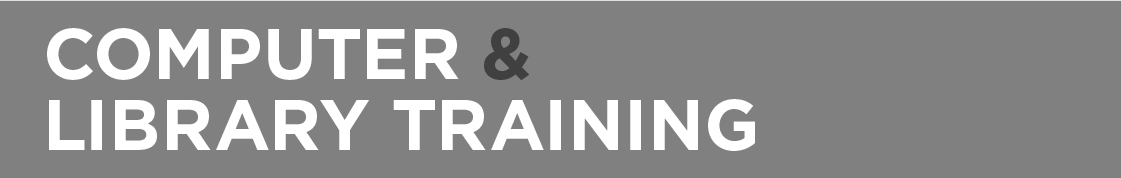 COMPUTER &
LIBRARY TRAINING